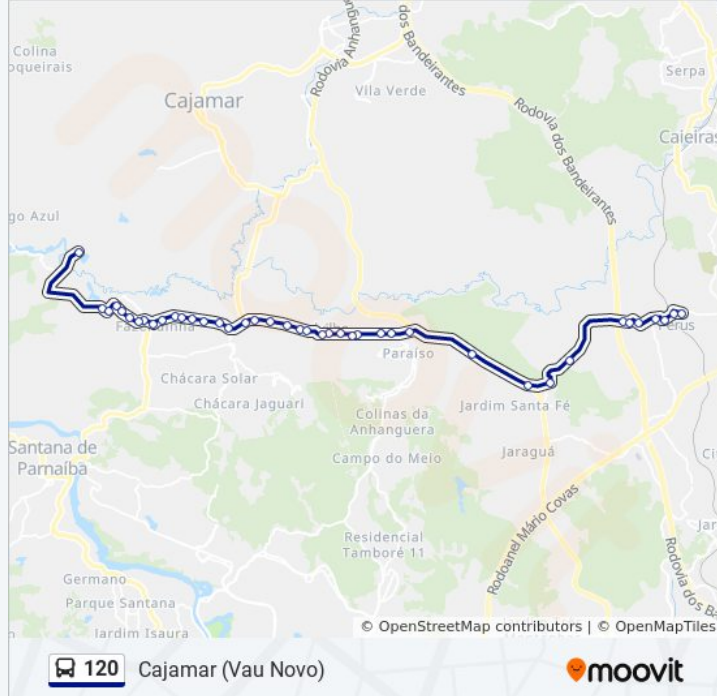 Colina
oqueirais
Cajamar
Rodovia Anhangu
dos Bandeirantes
Vila Verde
Rodovia dos Bandeirantes
Serpa
Caieiras
go Azul
Perus
Paraíso
Chácara Solar
Chácara Jaguari
Colinas da
Anhanguera
Jardim Santa Fé
Santana de
Parnaíba
Campo do Meio
Jaraguá
Rodoanel Mário Covas
Residencial
Tamboré 11
Germano
Parque Santana
Jardim Isaura
Rodovia dos Ba
© OpenStreetMap contributors | © OpenMapTiles
120 Cajamar (Vau Novo)
moovit